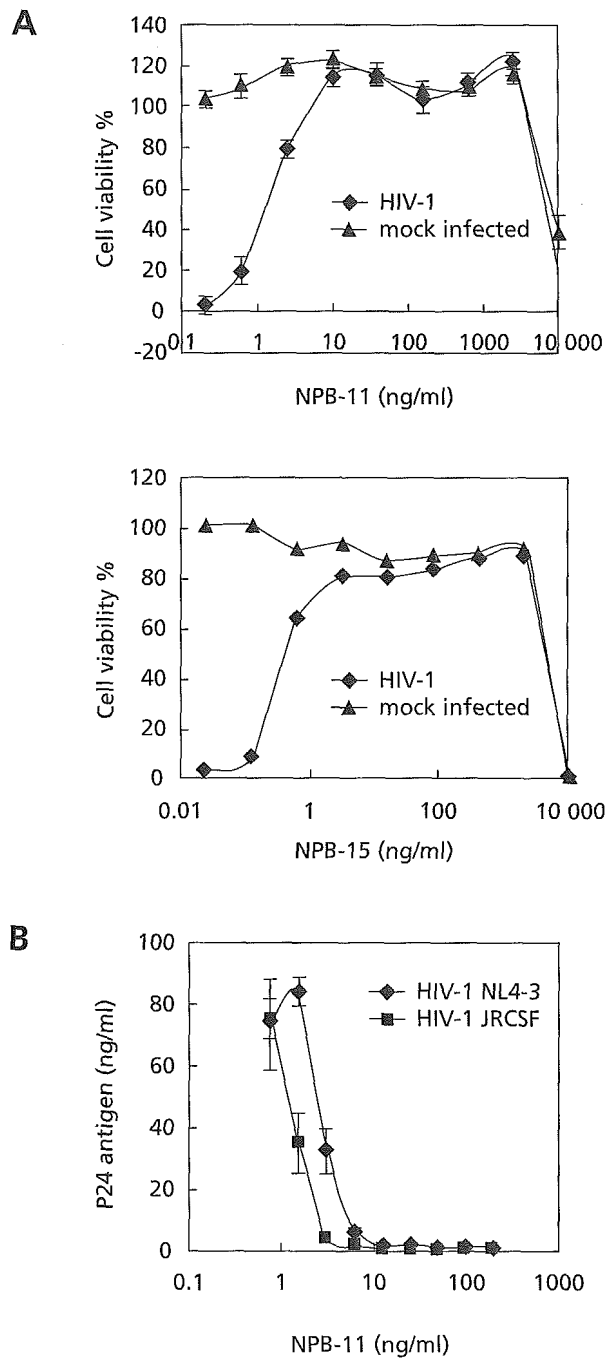 A
140
120
100
80
60
40
20
0
-20
Cell viability %
HIV-1
mock infected
0.1 1 10 100 1000 10 000
NPB-11 (ng/ml)
120
100
80
60
40
20
0
Cell viability %
HIV-1
mock infected
0.01 1 100 10 000
NPB-15 (ng/ml)
B
100
80
60
40
20
0
P24 antigen (ng/ml)
HIV-1 NL4-3
HIV-1 JRCSF
0.1 1 10 100 1000
NPB-11 (ng/ml)